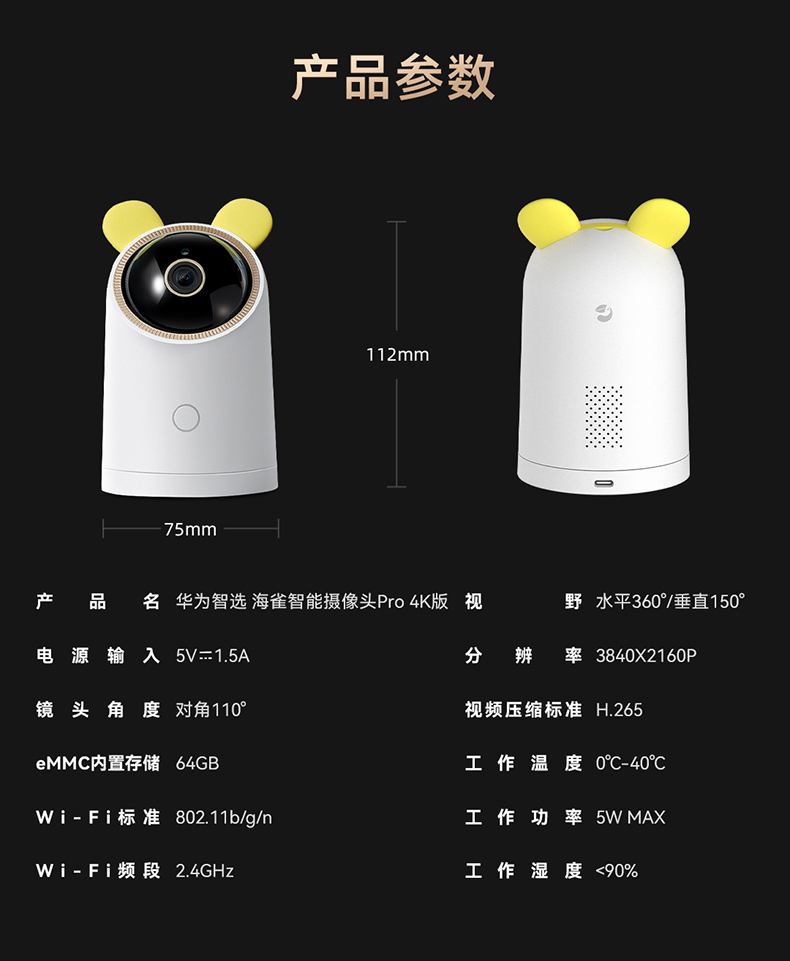 产品参数
112mm
75mm
产品名 华为智选 海雀智能摄像头Pro 4K版
视野 水平360°/垂直150°
电源输入 5V⎓1.5A
分辨率 3840X2160P
镜头角度 对角110°
视频压缩标准 H.265
eMMC内置存储 64GB
工作温度 0℃-40℃
Wi-Fi标准 802.11b/g/n
工作功率 5W MAX
Wi-Fi频段 2.4GHz
工作湿度 <90%